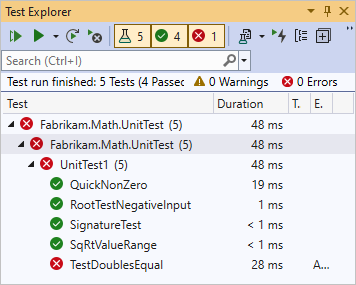 Test Explorer
5 4 1
Search (Ctrl+I)
Test run finished: 5 Tests (4 Passec 0 Warnings 0 Errors
Test Duration T. E.
Fabrikam.Math.UnitTest (5) 48 ms
Fabrikam.Math.UnitTest (5) 48 ms
UnitTest1 (5) 48 ms
QuickNonZero 19 ms
RootTestNegativeInput 1 ms
SignatureTest < 1 ms
SqRtValueRange < 1 ms
TestDoublesEqual 28 ms A...